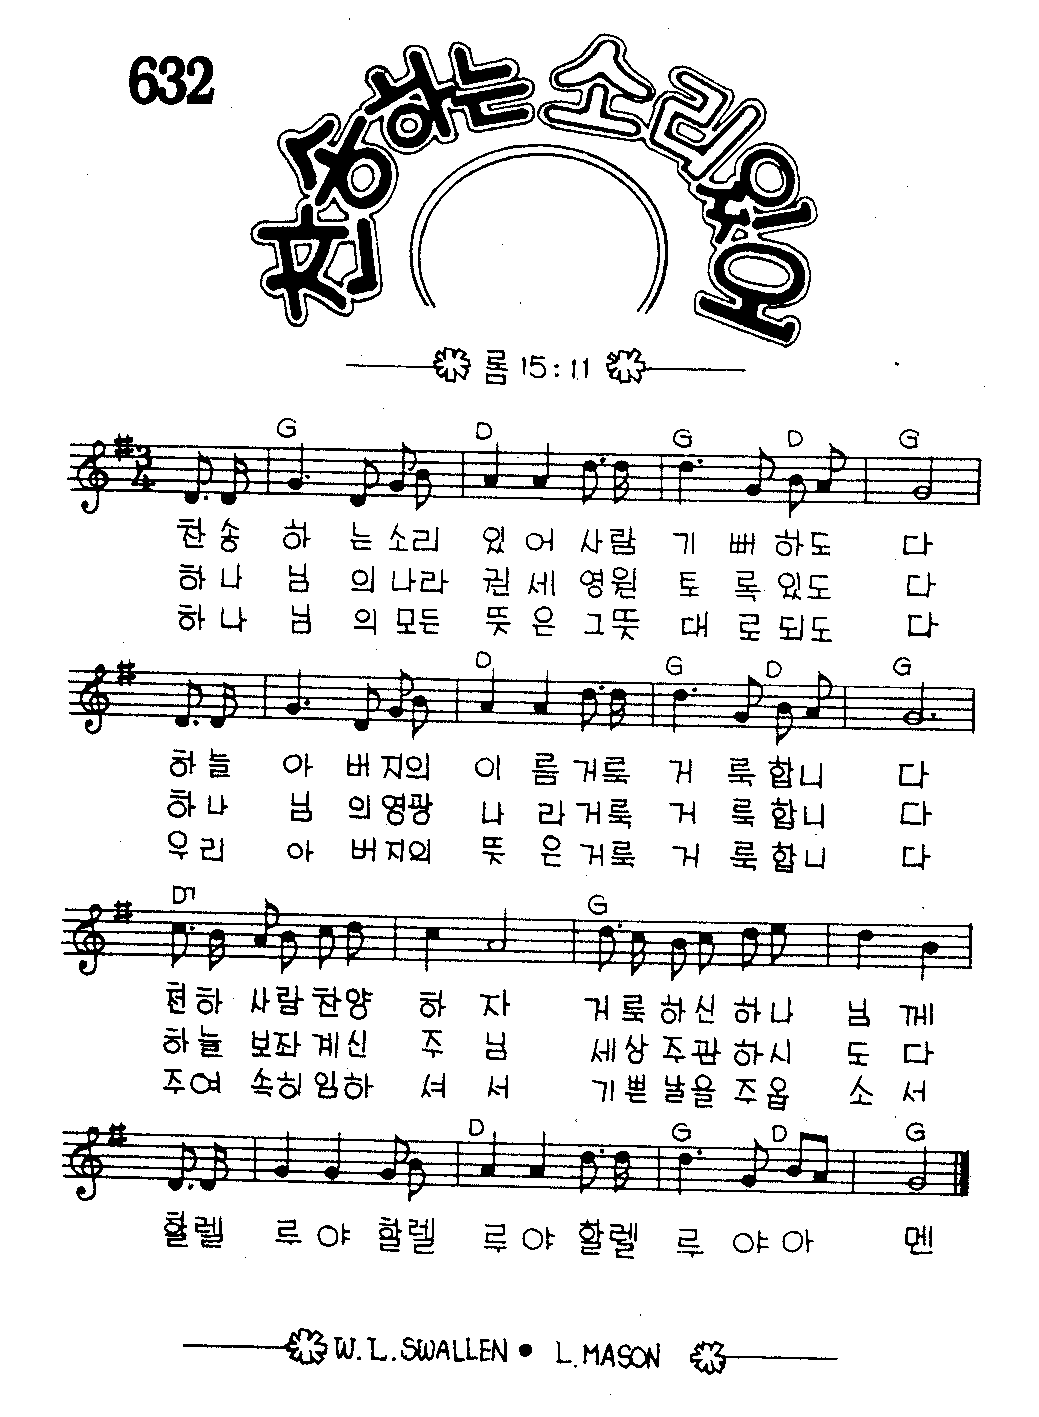 632
찬송하는 소리 있어
롬 15:11
G D G D G
3 4
찬송 하 는소리 있어 사람 기 뻐 하도 다
하나 님 의나라 권세 영원 토 록 있도 다
하나 님 의모든 뜻은 그뜻 대 로 되도 다
D G D G
하늘 아 버지의 이 름거룩 거 룩합니 다
하나 님 의영광 나 라거룩 거 룩합니 다
우리 아 버지의 뜻 은거룩 거 룩합니 다
D7 G
천하 사람찬양 하 자 거룩하신하나 님께
하늘 보좌계신 주 님 세상주관하시 도다
주여 속히임하 셔 서 기쁜날을주옵 소서
D G D G
할렐 루 야 할렐 루 야 할렐 루 야아 멘
W. L. SWALLEN • L. MASON